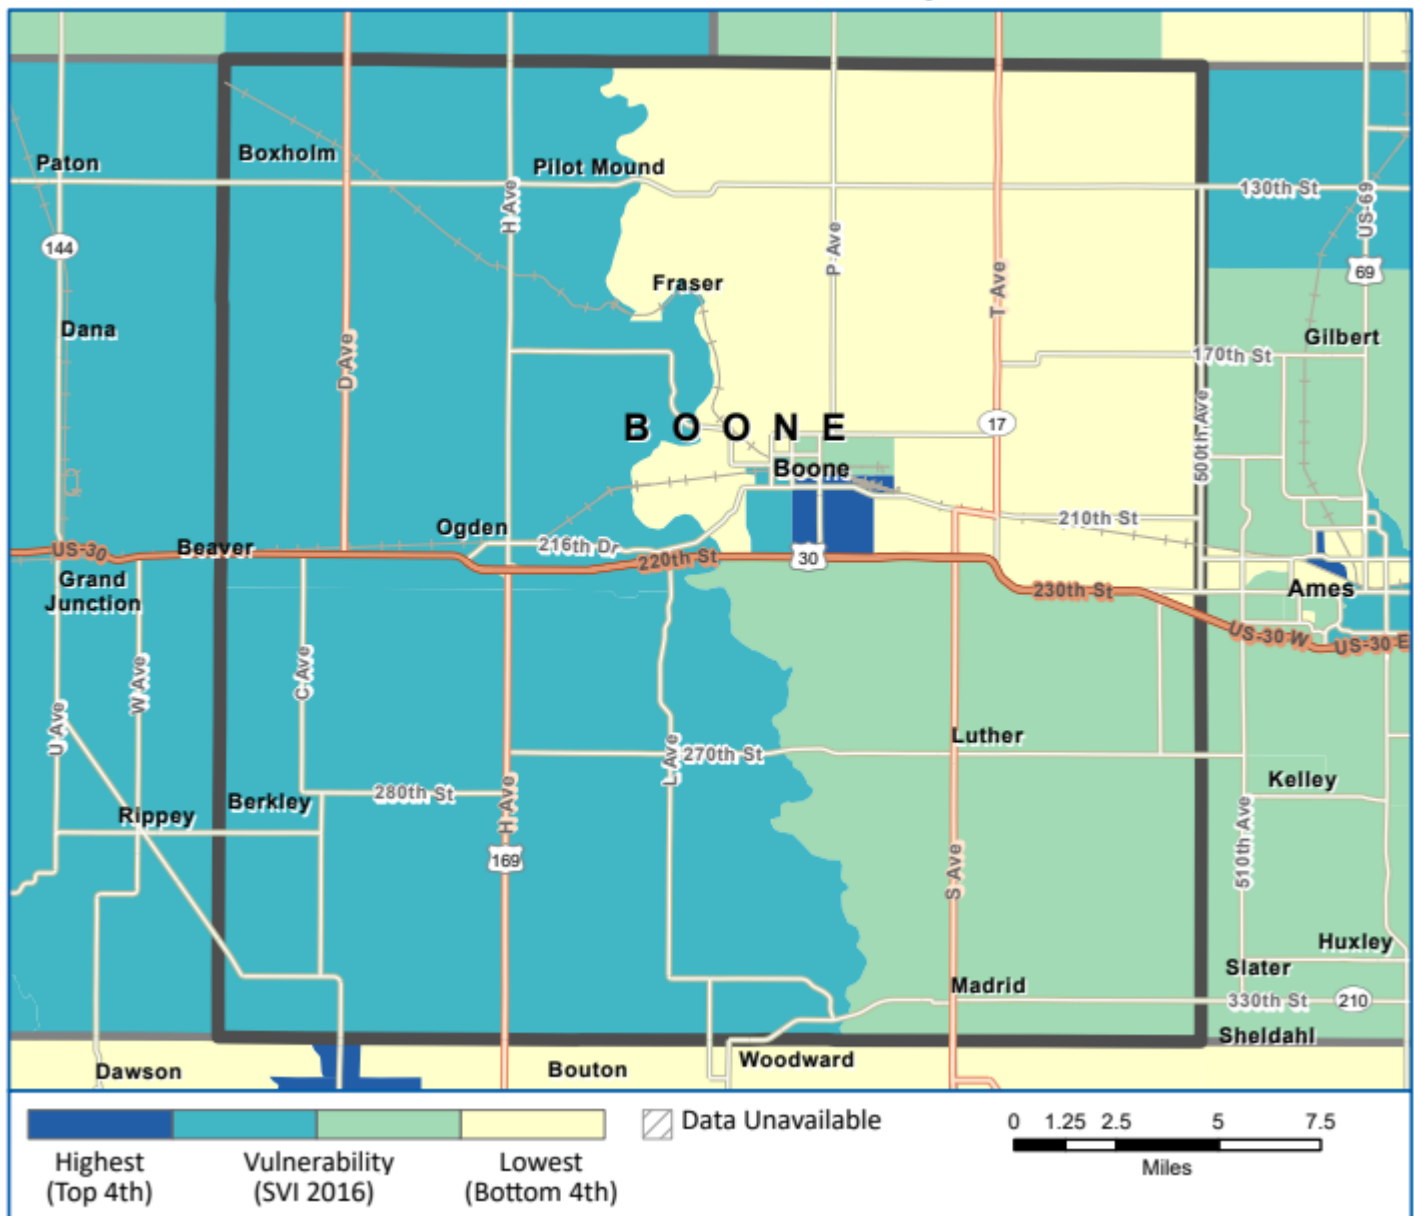 Paton
Boxholm
Pilot Mound
130th St
H Ave
US-69
144
P Ave
69
Fraser
T Ave
Dana
Gilbert
D Ave
170th St
BOONE
17
500th Ave
Boone
Ogden
210th St
Beaver
216th Dr
US-30
220th St
30
Grand
Junction
230th St
Ames
US-30 W
US-30 E
W Ave
C Ave
U Ave
Luther
L Ave
270th St
Kelley
280th St
Berkley
H Ave
Rippey
510th Ave
169
S Ave
Huxley
Slater
Madrid
330th St
210
Sheldahl
Woodward
Dawson
Bouton
Data Unavailable
0 1.25 2.5 5 7.5
Miles
Highest
(Top 4th)
Vulnerability
(SVI 2016)
Lowest
(Bottom 4th)